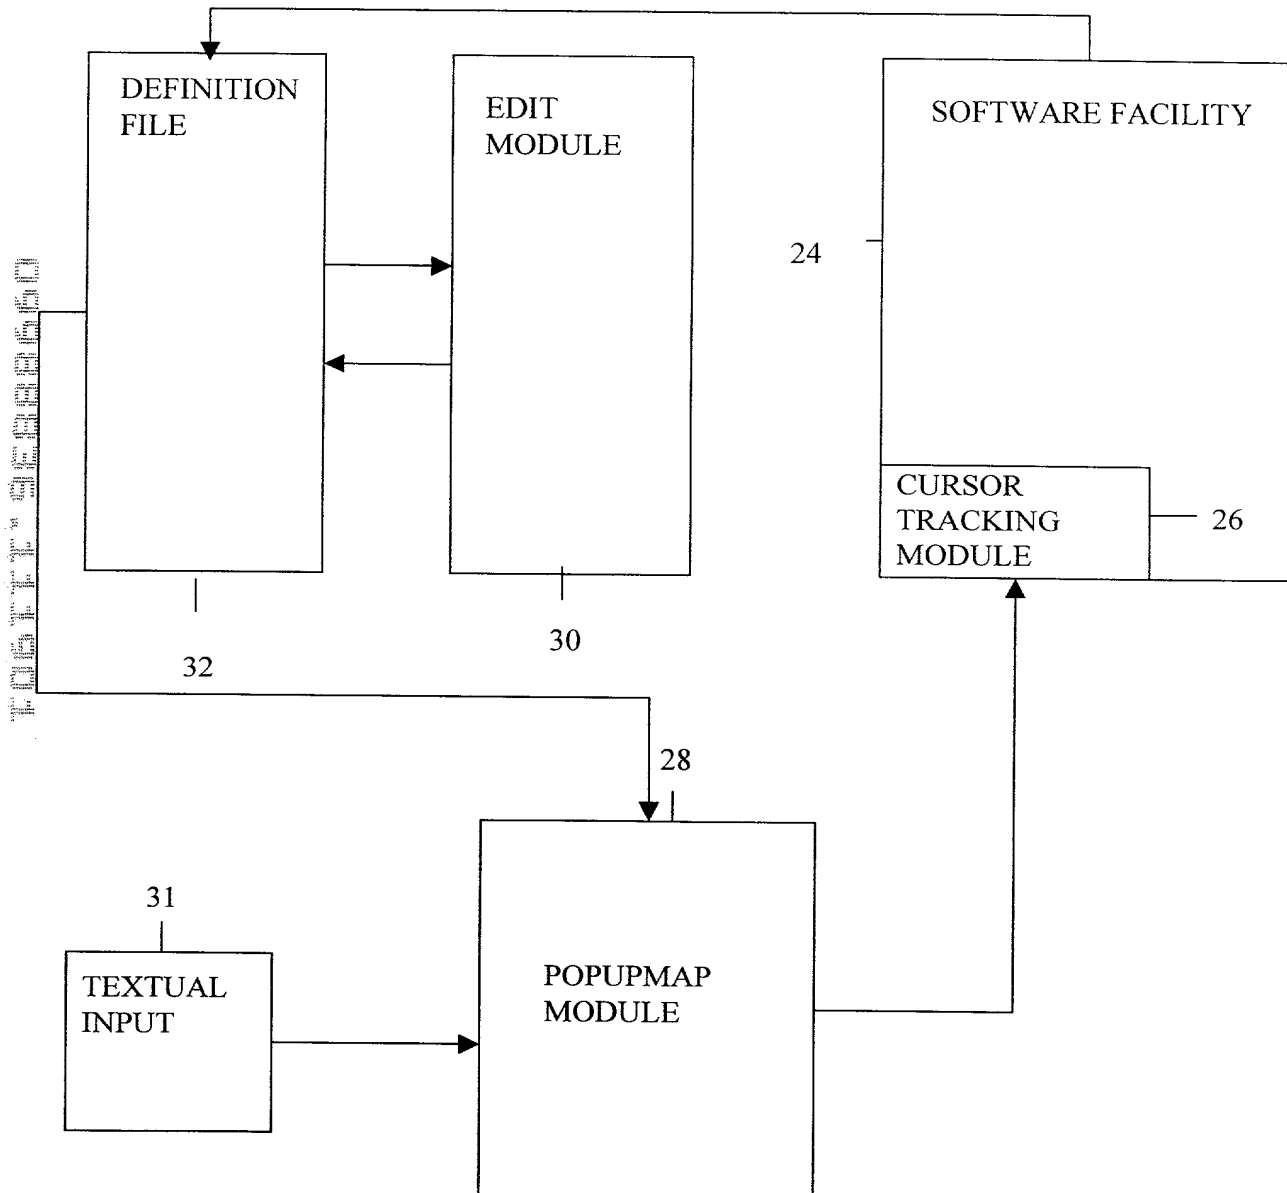 DEFINITION
FILE
EDIT
MODULE
SOFTWARE FACILITY
24
CURSOR
TRACKING
MODULE
26
32
30
28
31
TEXTUAL
INPUT
POPUPMAP
MODULE